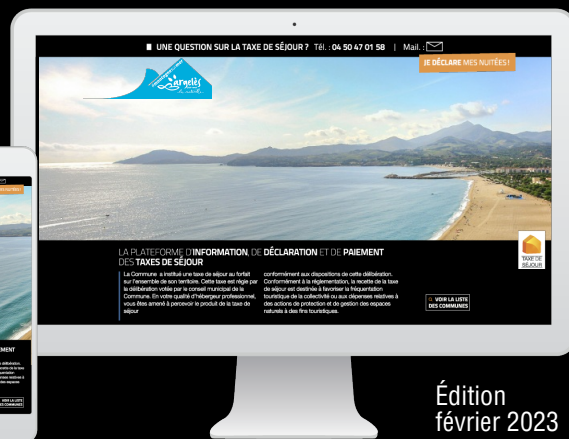 UNE QUESTION SUR LA TAXE DE SÉJOUR ? Tél. : 04 50 47 01 58 | Mail. :
JE DÉCLARE MES NUITÉES !
Argelès
LA PLATEFORME D'INFORMATION, DE DÉCLARATION ET DE PAIEMENT
DES TAXES DE SÉJOUR
La Commune a institué une taxe de séjour au forfait
sur l'ensemble de son territoire. Cette taxe est régie par
la délibération votée par le conseil municipal de la
Commune. En votre qualité d'hébergeur professionnel,
vous êtes amené à percevoir le produit de la taxe de
séjour
conformément aux dispositions de cette délibération.
Conformément à la réglementation, la recette de la taxe
de séjour est destinée à favoriser la fréquentation
touristique de la collectivité ou aux dépenses relatives à
des actions de protection et de gestion des espaces
naturels à des fins touristiques.
TAXE DE
SÉJOUR
VOIR LA LISTE
DES COMMUNES
VOIR LA LISTE
DES COMMUNES
Édition
février 2023